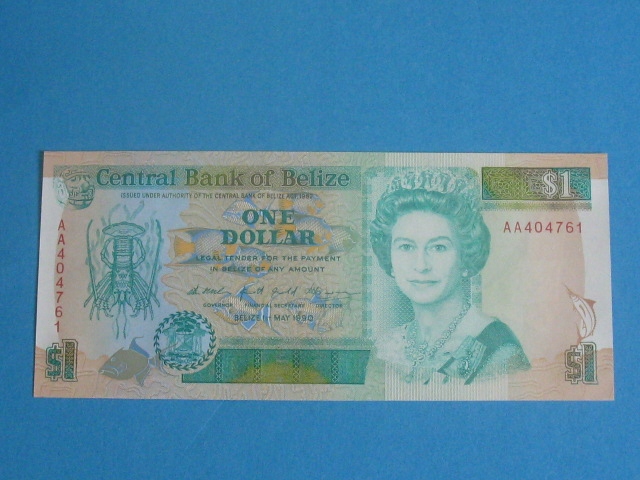 Central Bank of Belize
$1
ISSUED UNDER AUTHORITY OF THE CENTRAL BANK OF BELIZE ACT 1982
AA404761
ONE
DOLLAR
LEGAL TENDER FOR THE PAYMENT
IN BELIZE OF ANY AMOUNT
AA404761
GOVERNOR FINANCIAL SECRETARY DIRECTOR
BELIZE 1st MAY 1990
$1
$1